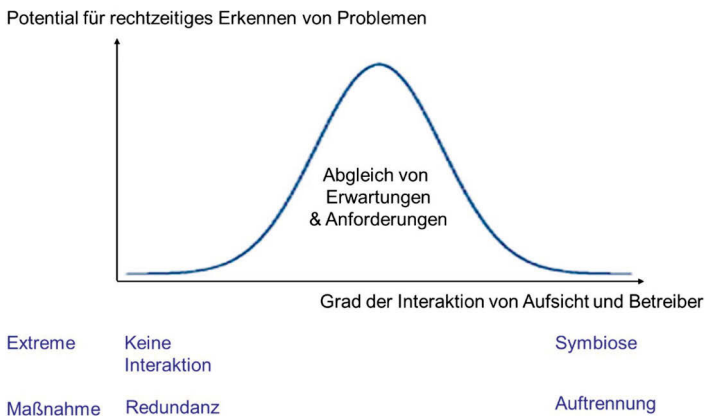 Potential für rechtzeitiges Erkennen von Problemen
Abgleich von
Erwartungen
& Anforderungen
Grad der Interaktion von Aufsicht und Betreiber
Extreme Keine Symbiose
Interaktion
Maßnahme Redundanz Auftrennung